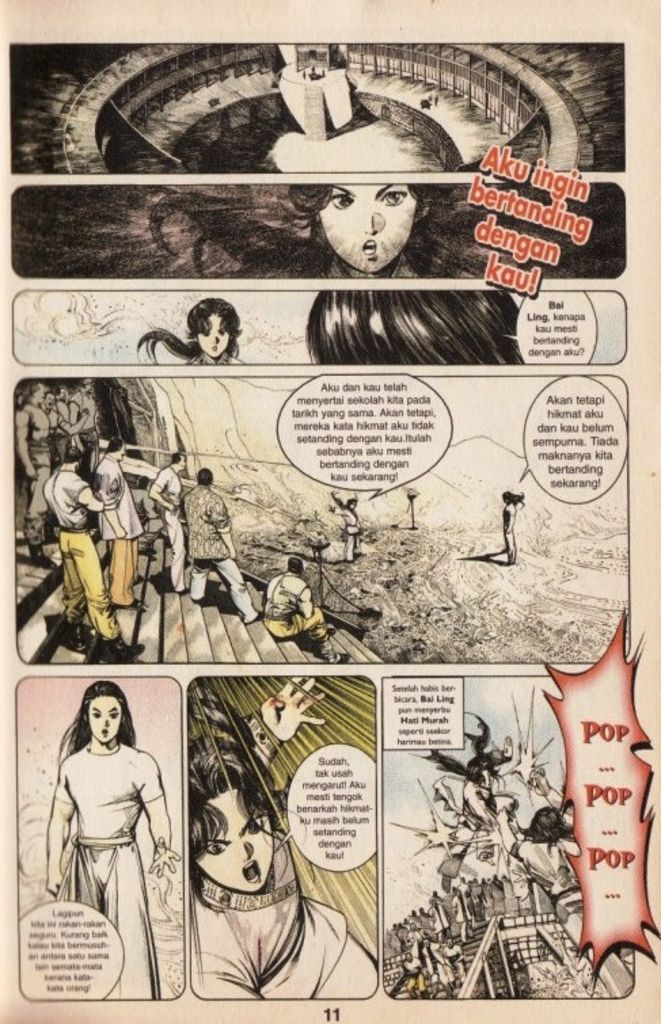 Aku ingin
bertanding
dengan
kau!
Bai
Ling, kenapa
kau mesti
bertanding
dengan aku?
Aku dan kau telah
menyertai sekolah kita pada
tarikh yang sama. Akan tetapi,
mereka kata hikmat aku tidak
setanding dengan kau.Itulah
sebabnya aku mesti
bertanding dengan
kau sekarang!
Akan tetapi
hikmat aku
dan kau belum
sempurna. Tiada
maknanya kita
bertanding
sekarang!
Lagipun
kita ini rakan-rakan
seguru. Kurang baik
kalau kita bermusuh-
an antara satu sama
lain semata-mata
kerana kata-
kata orang!
Sudah,
tak usah
mengarut! Aku
mesti tengok
benarkah hikmat-
ku masih belum
setanding dengan
kau!
Setelah habis ber-
bicara, Bai Ling
pun menyerbu
Hati Murah
seperti seekor
harimau betina.
POP
...
POP
...
POP
...
11